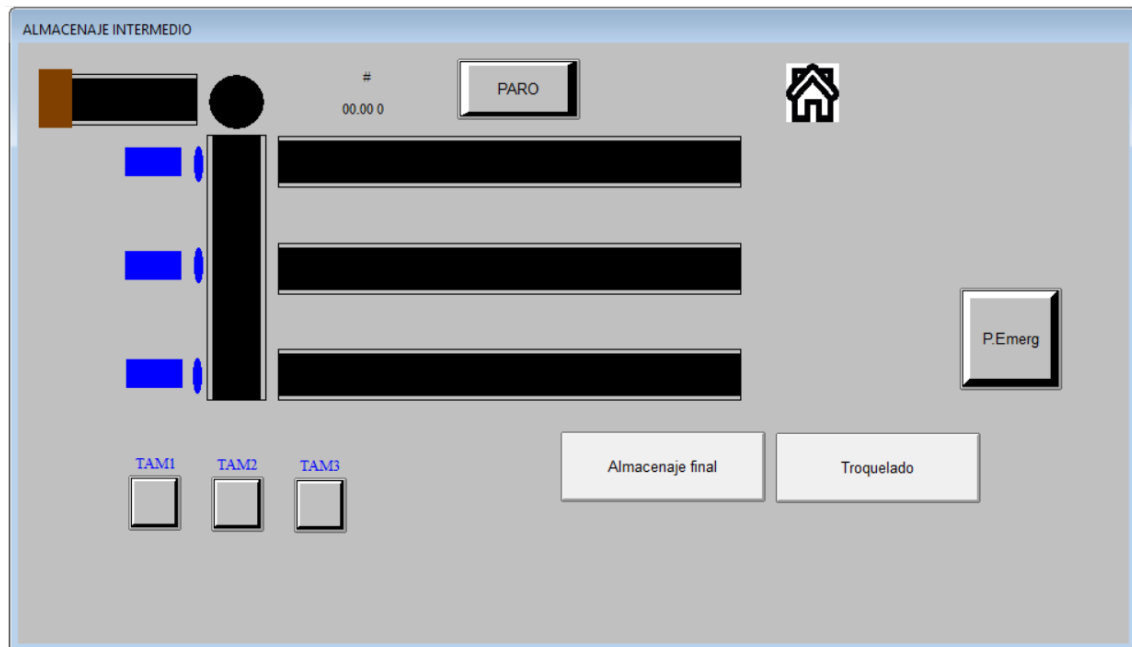 ALMACENAJE INTERMEDIO
#
PARO
00.00 0
P.Emerg
TAM1 TAM2 TAM3
Almacenaje final
Troquelado